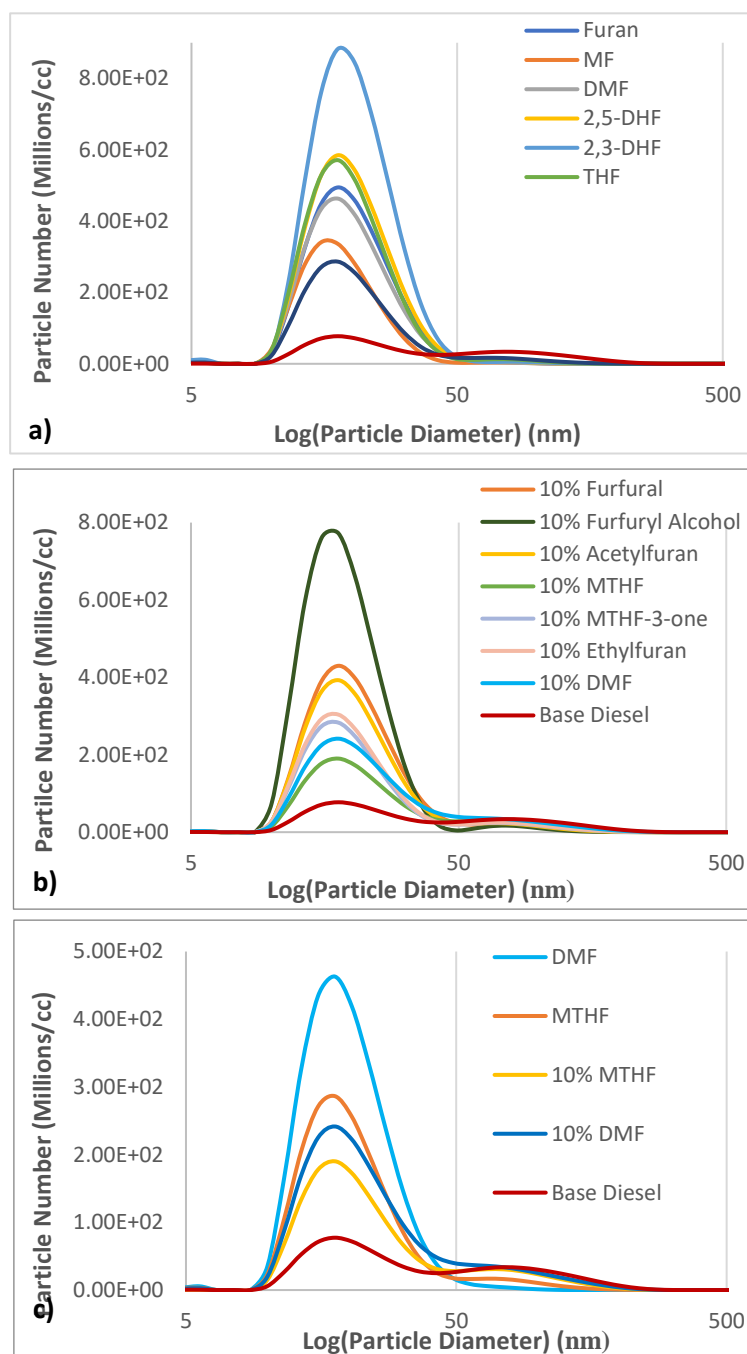 Furan
MF
DMF
2,5-DHF
2,3-DHF
THF
8.00E+02
6.00E+02
4.00E+02
2.00E+02
0.00E+00
Particle Number (Millions/cc)
5
50
500
Log(Particle Diameter) (nm)
a)
10% Furfural
10% Furfuryl Alcohol
10% Acetylfuran
10% MTHF
10% MTHF-3-one
10% Ethylfuran
10% DMF
Base Diesel
8.00E+02
6.00E+02
4.00E+02
2.00E+02
0.00E+00
Partilce Number (Millions/cc)
5
50
500
Log(Particle Diameter) (nm)
b)
DMF
MTHF
10% MTHF
10% DMF
Base Diesel
5.00E+02
4.00E+02
3.00E+02
2.00E+02
1.00E+02
0.00E+00
Particle Number (Millions/cc)
5
50
500
Log(Particle Diameter) (nm)
c)